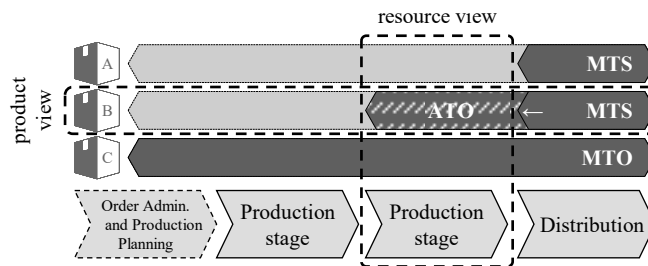 resource view
A
MTS
product
view
B
ATO
←
MTS
C
MTO
Order Admin.
and Production
Planning
Production
stage
Production
stage
Distribution